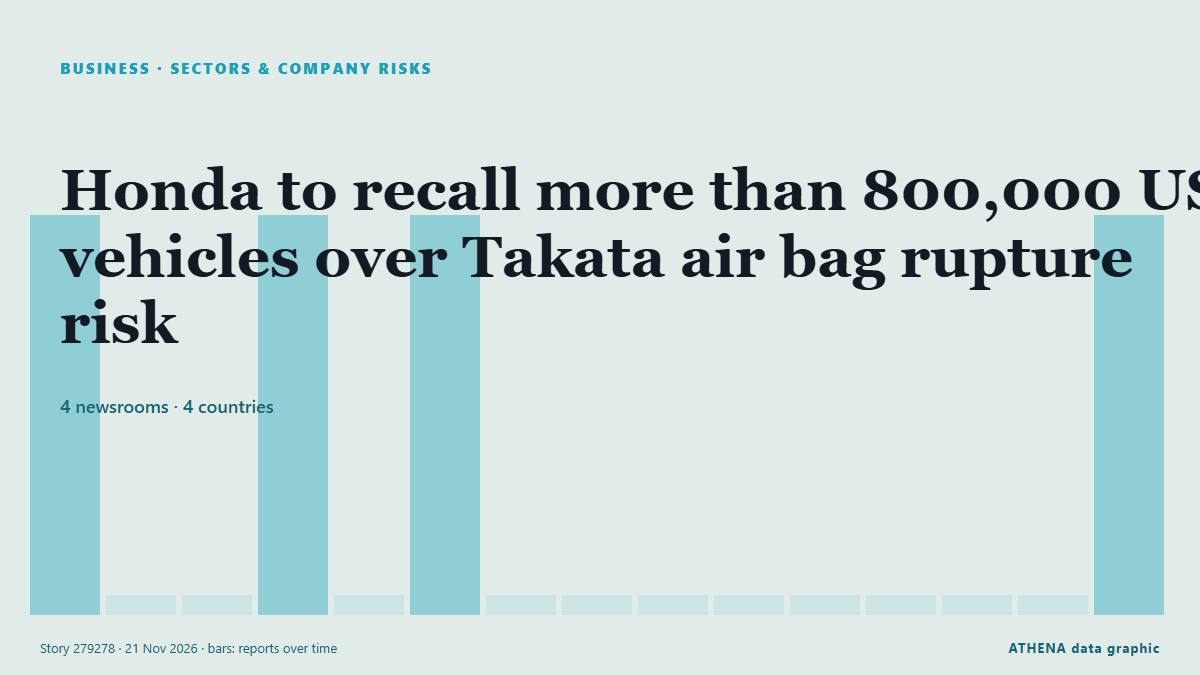 BUSINESS · SECTORS & COMPANY RISKS
Honda to recall more than 800,000 US
vehicles over Takata air bag rupture
risk
4 newsrooms · 4 countries
Story 279278 · 21 Nov 2026 · bars: reports over time
ATHENA data graphic